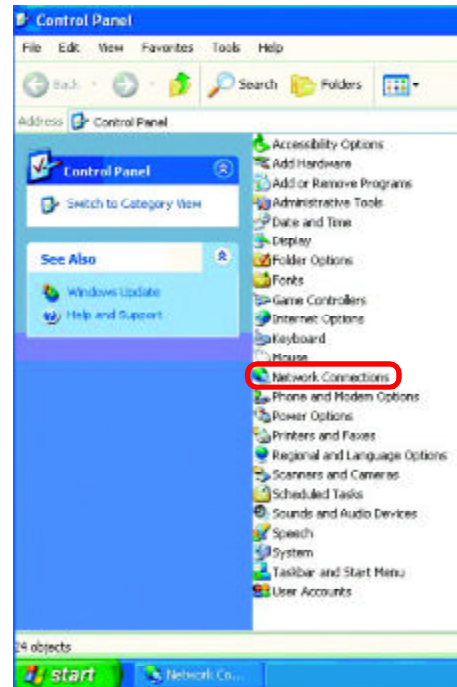 Control Panel
File Edit View Favorites Tools Help
Back Search Folders
Address Control Panel
Control Panel
Switch to Category View
See Also
Windows Update
Help and Support
Accessibility Options
Add Hardware
Add or Remove Programs
Administrative Tools
Date and Time
Display
Folder Options
Fonts
Game Controllers
Internet Options
Keyboard
Mouse
Network Connections
Phone and Modem Options
Power Options
Printers and Faxes
Regional and Language Options
Scanners and Cameras
Scheduled Tasks
Sounds and Audio Devices
Speech
System
Taskbar and Start Menu
User Accounts
24 objects
start Network Co...